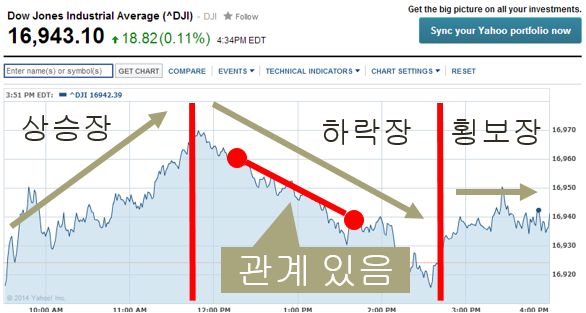 Dow Jones Industrial Average (^DJI) - DJI ★ Follow
16,943.10 18.82(0.11%) 4:34PM EDT
Get the big picture on all your investments.
Sync your Yahoo portfolio now
Enter name(s) or symbol(s) GET CHART COMPARE EVENTS TECHNICAL INDICATORS CHART SETTINGS RESET
3:51 PM EDT: ^DJI 16942.39
상승장
하락장
횡보장
16,970
16,960
16,950
16,940
16,930
16,920
관계 있음
© 2014 Yahoo! Inc.
10:00 AM 11:00 AM 12:00 PM 1:00 PM 2:00 PM 3:00 PM 4:00 PM